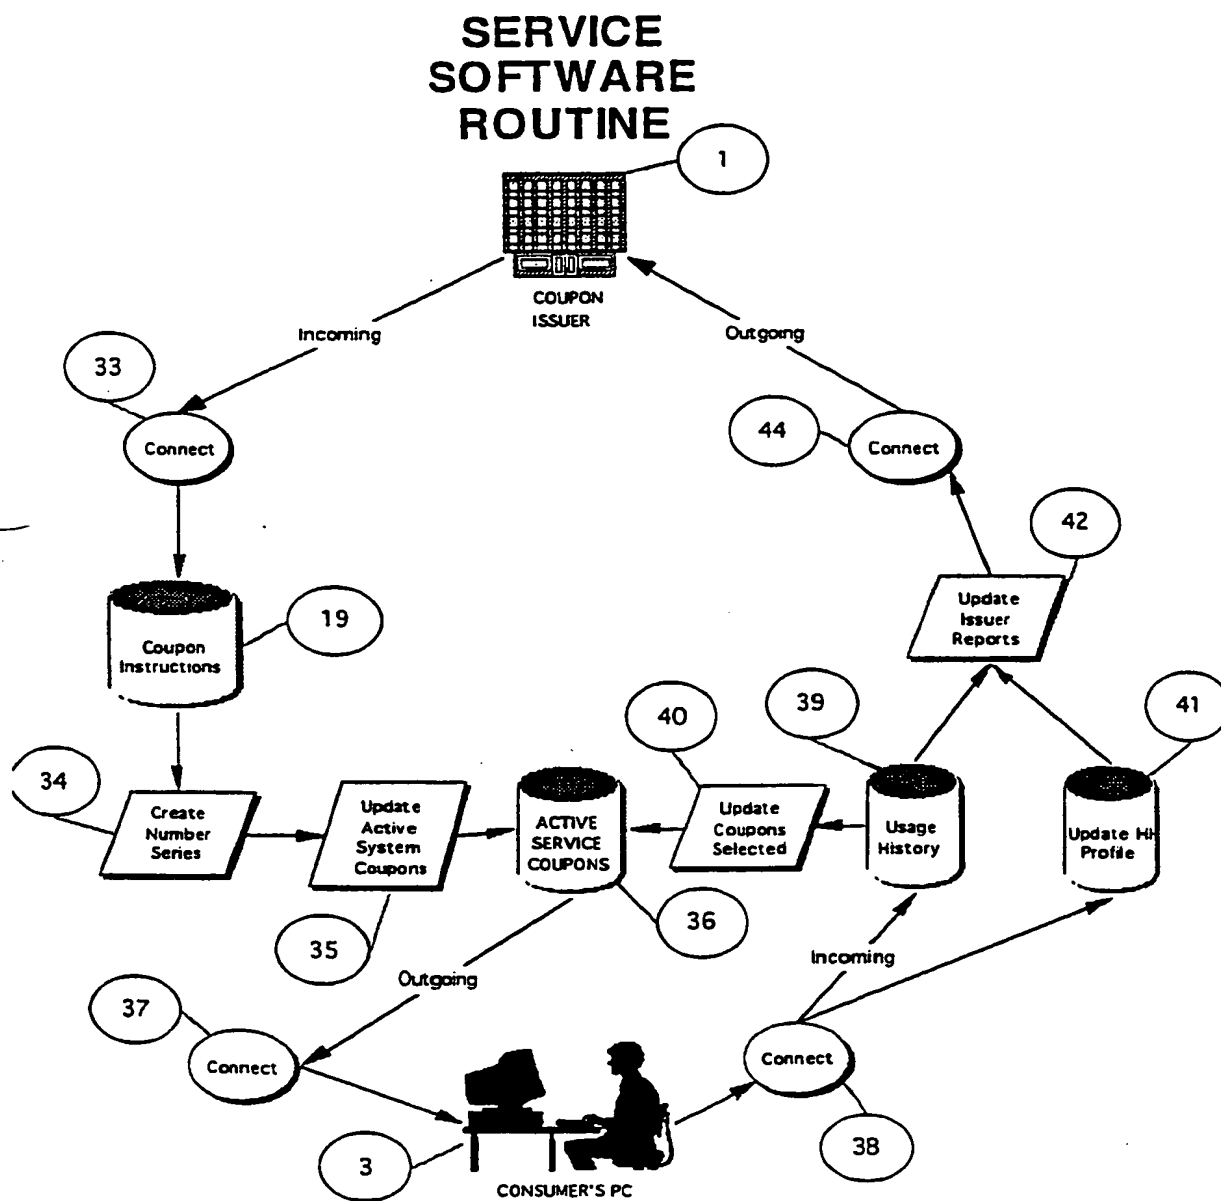 SERVICE
SOFTWARE
ROUTINE
1
COUPON
ISSUER
Incoming
Outgoing
33
Connect
44
Connect
42
Update
Issuer
Reports
19
Coupon
Instructions
34
Create
Number
Series
Update
Active
System
Coupons
35
ACTIVE
SERVICE
COUPONS
36
40
Update
Coupons
Selected
39
Usage
History
41
Update HH
Profile
Outgoing
Incoming
37
Connect
Connect
38
3
CONSUMER'S PC